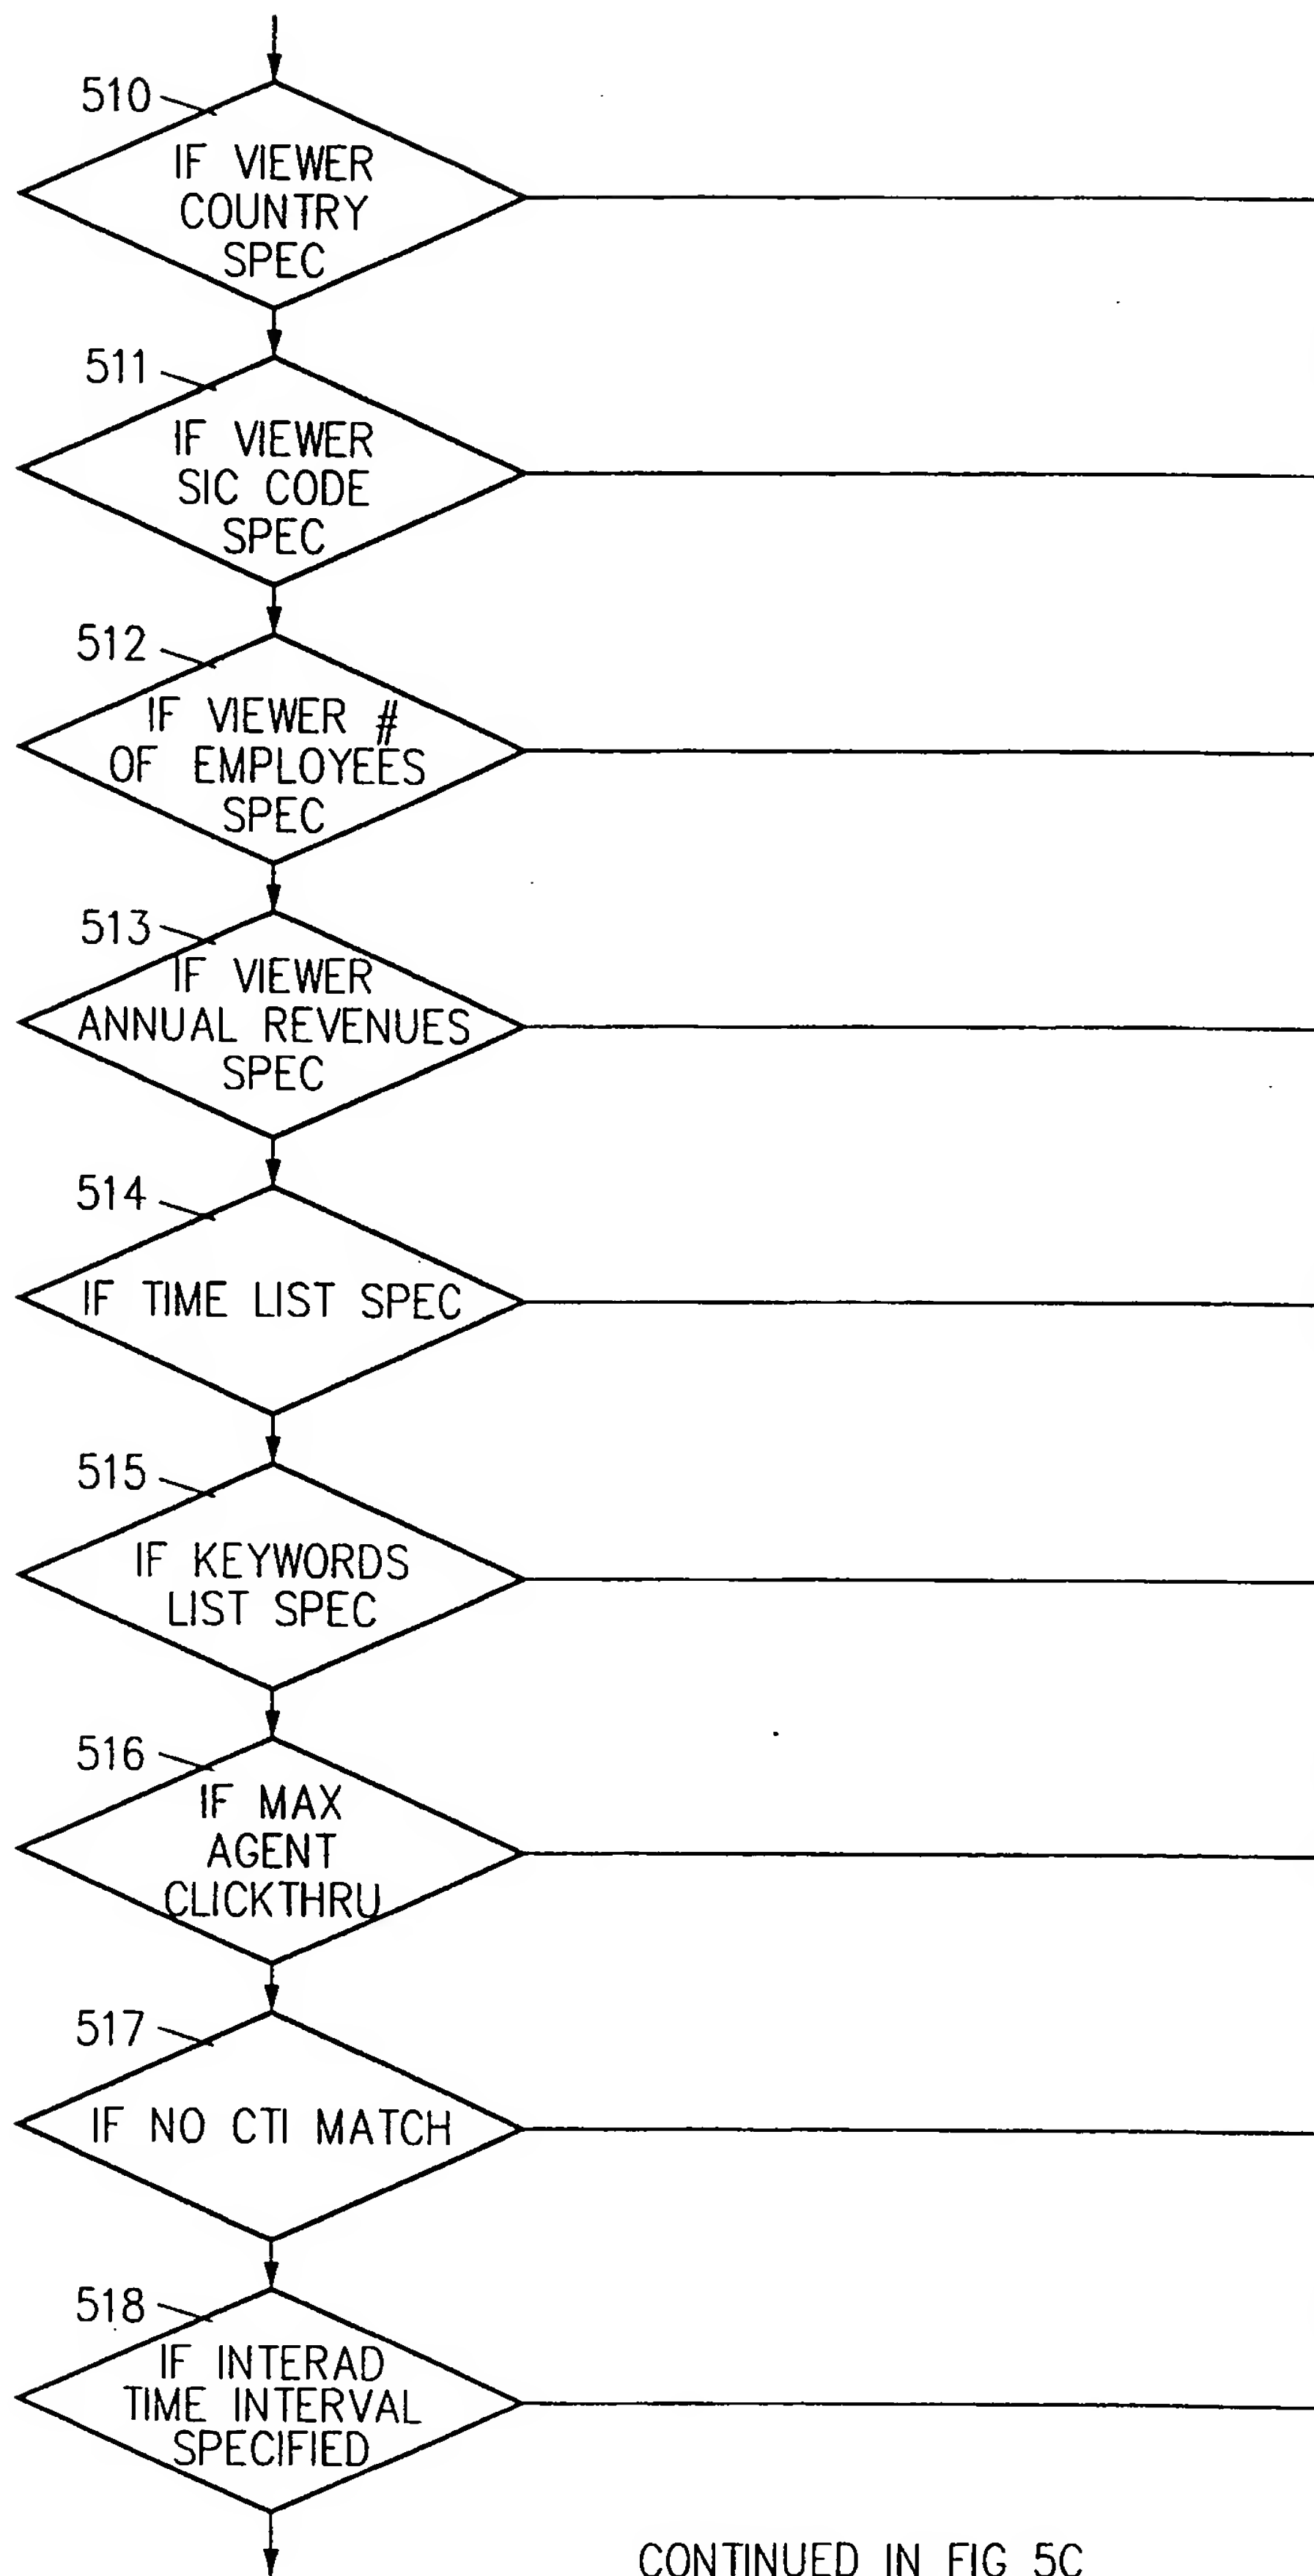 510
IF VIEWER
COUNTRY
SPEC
511
IF VIEWER
SIC CODE
SPEC
512
IF VIEWER #
OF EMPLOYEES
SPEC
513
IF VIEWER
ANNUAL REVENUES
SPEC
514
IF TIME LIST SPEC
515
IF KEYWORDS
LIST SPEC
516
IF MAX
AGENT
CLICKTHRU
517
IF NO CTI MATCH
518
IF INTERAD
TIME INTERVAL
SPECIFIED
CONTINUED IN FIG 5C